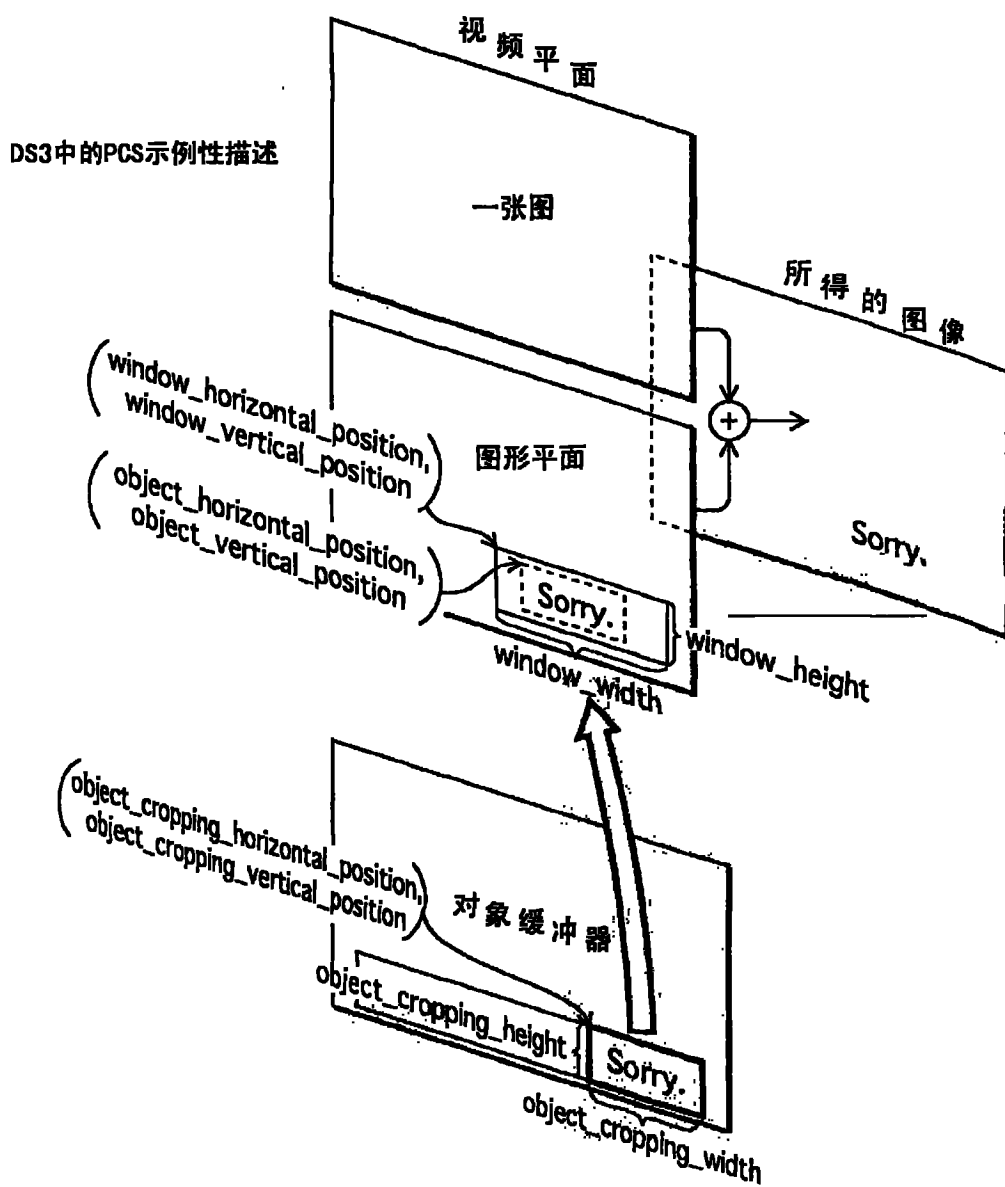 视频平面
DS3中的PCS示例性描述
一张图
所得的图像
(window_horizontal_position,
window_vertical_position)
图形平面
(object_horizontal_position,
object_vertical_position)
+
Sorry.
Sorry.
window_height
window_width
(object_cropping_horizontal_position,
object_cropping_vertical_position)
对象缓冲器
object_cropping_height
Sorry.
object_cropping_width